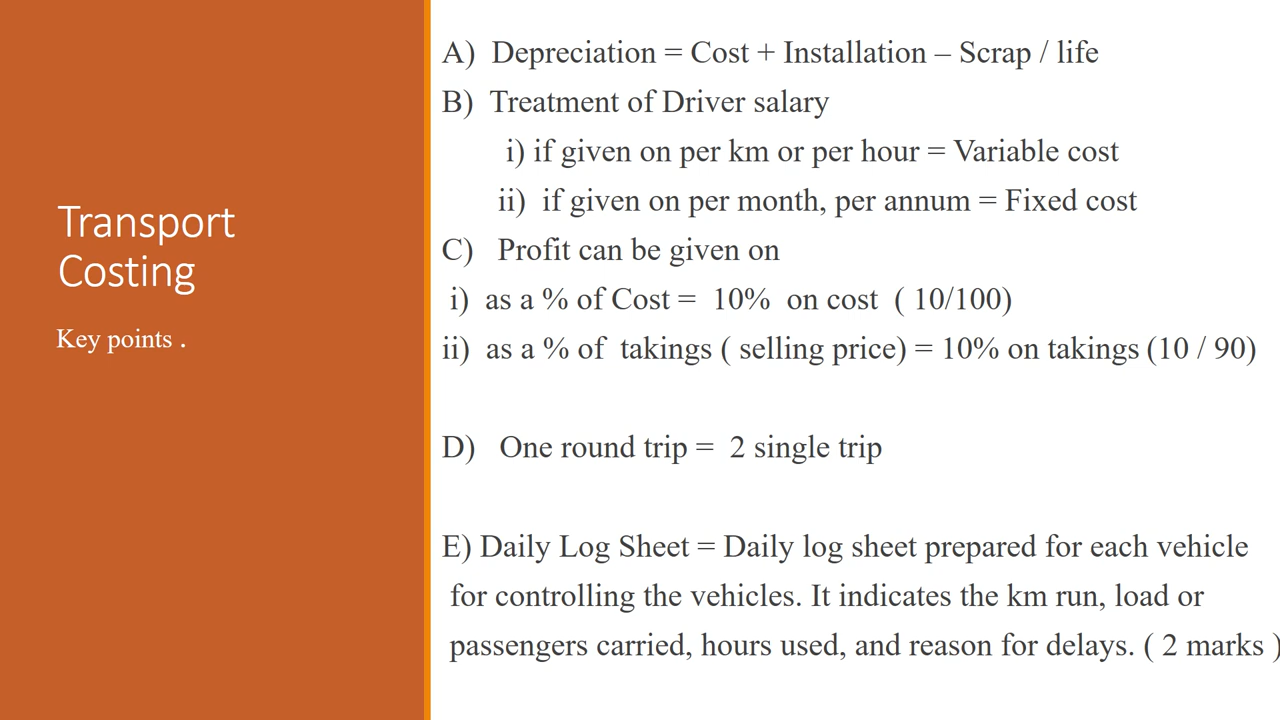 Transport
Costing
Key points .
A) Depreciation = Cost + Installation – Scrap / life
B) Treatment of Driver salary
i) if given on per km or per hour = Variable cost
ii) if given on per month, per annum = Fixed cost
C) Profit can be given on
i) as a % of Cost = 10% on cost ( 10/100)
ii) as a % of takings ( selling price) = 10% on takings (10 / 90)
D) One round trip = 2 single trip
E) Daily Log Sheet = Daily log sheet prepared for each vehicle
for controlling the vehicles. It indicates the km run, load or
passengers carried, hours used, and reason for delays. ( 2 marks )